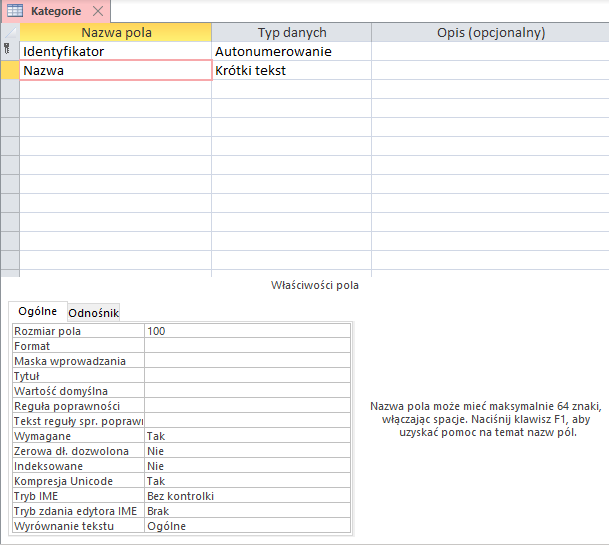 Kategorie
Nazwa pola Typ danych Opis (opcjonalny)
Identyfikator Autonumerowanie
Nazwa Krótki tekst
Właściwości pola
Ogólne Odnośnik
Rozmiar pola 100
Format
Maska wprowadzania
Tytuł
Wartość domyślna
Reguła poprawności
Tekst reguły spr. poprawn
Wymagane Tak
Zerowa dł. dozwolona Nie
Indeksowane Nie
Kompresja Unicode Tak
Tryb IME Bez kontrolki
Tryb zdania edytora IME Brak
Wyrównanie tekstu Ogólne
Nazwa pola może mieć maksymalnie 64 znaki,
włączając spacje. Naciśnij klawisz F1, aby
uzyskać pomoc na temat nazw pól.